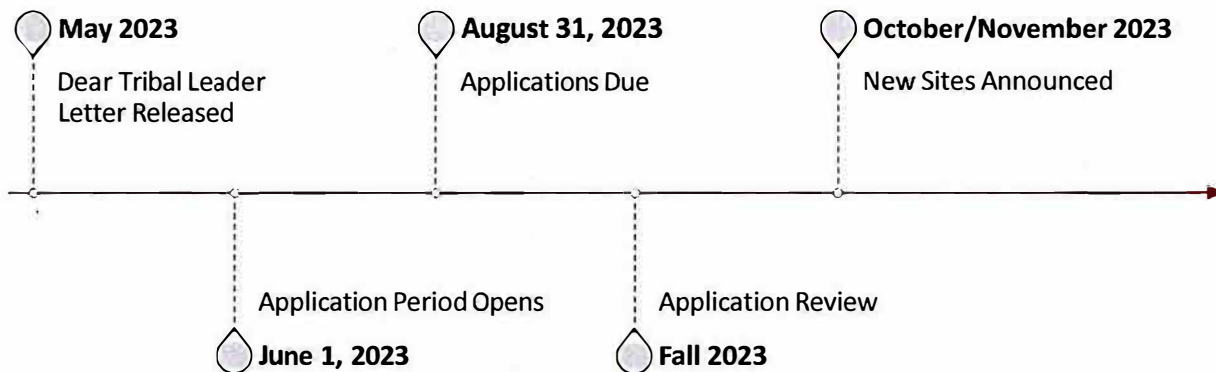 May 2023
Dear Tribal Leader
Letter Released
August 31, 2023
Applications Due
October/November 2023
New Sites Announced
Application Period Opens
June 1, 2023
Application Review
Fall 2023